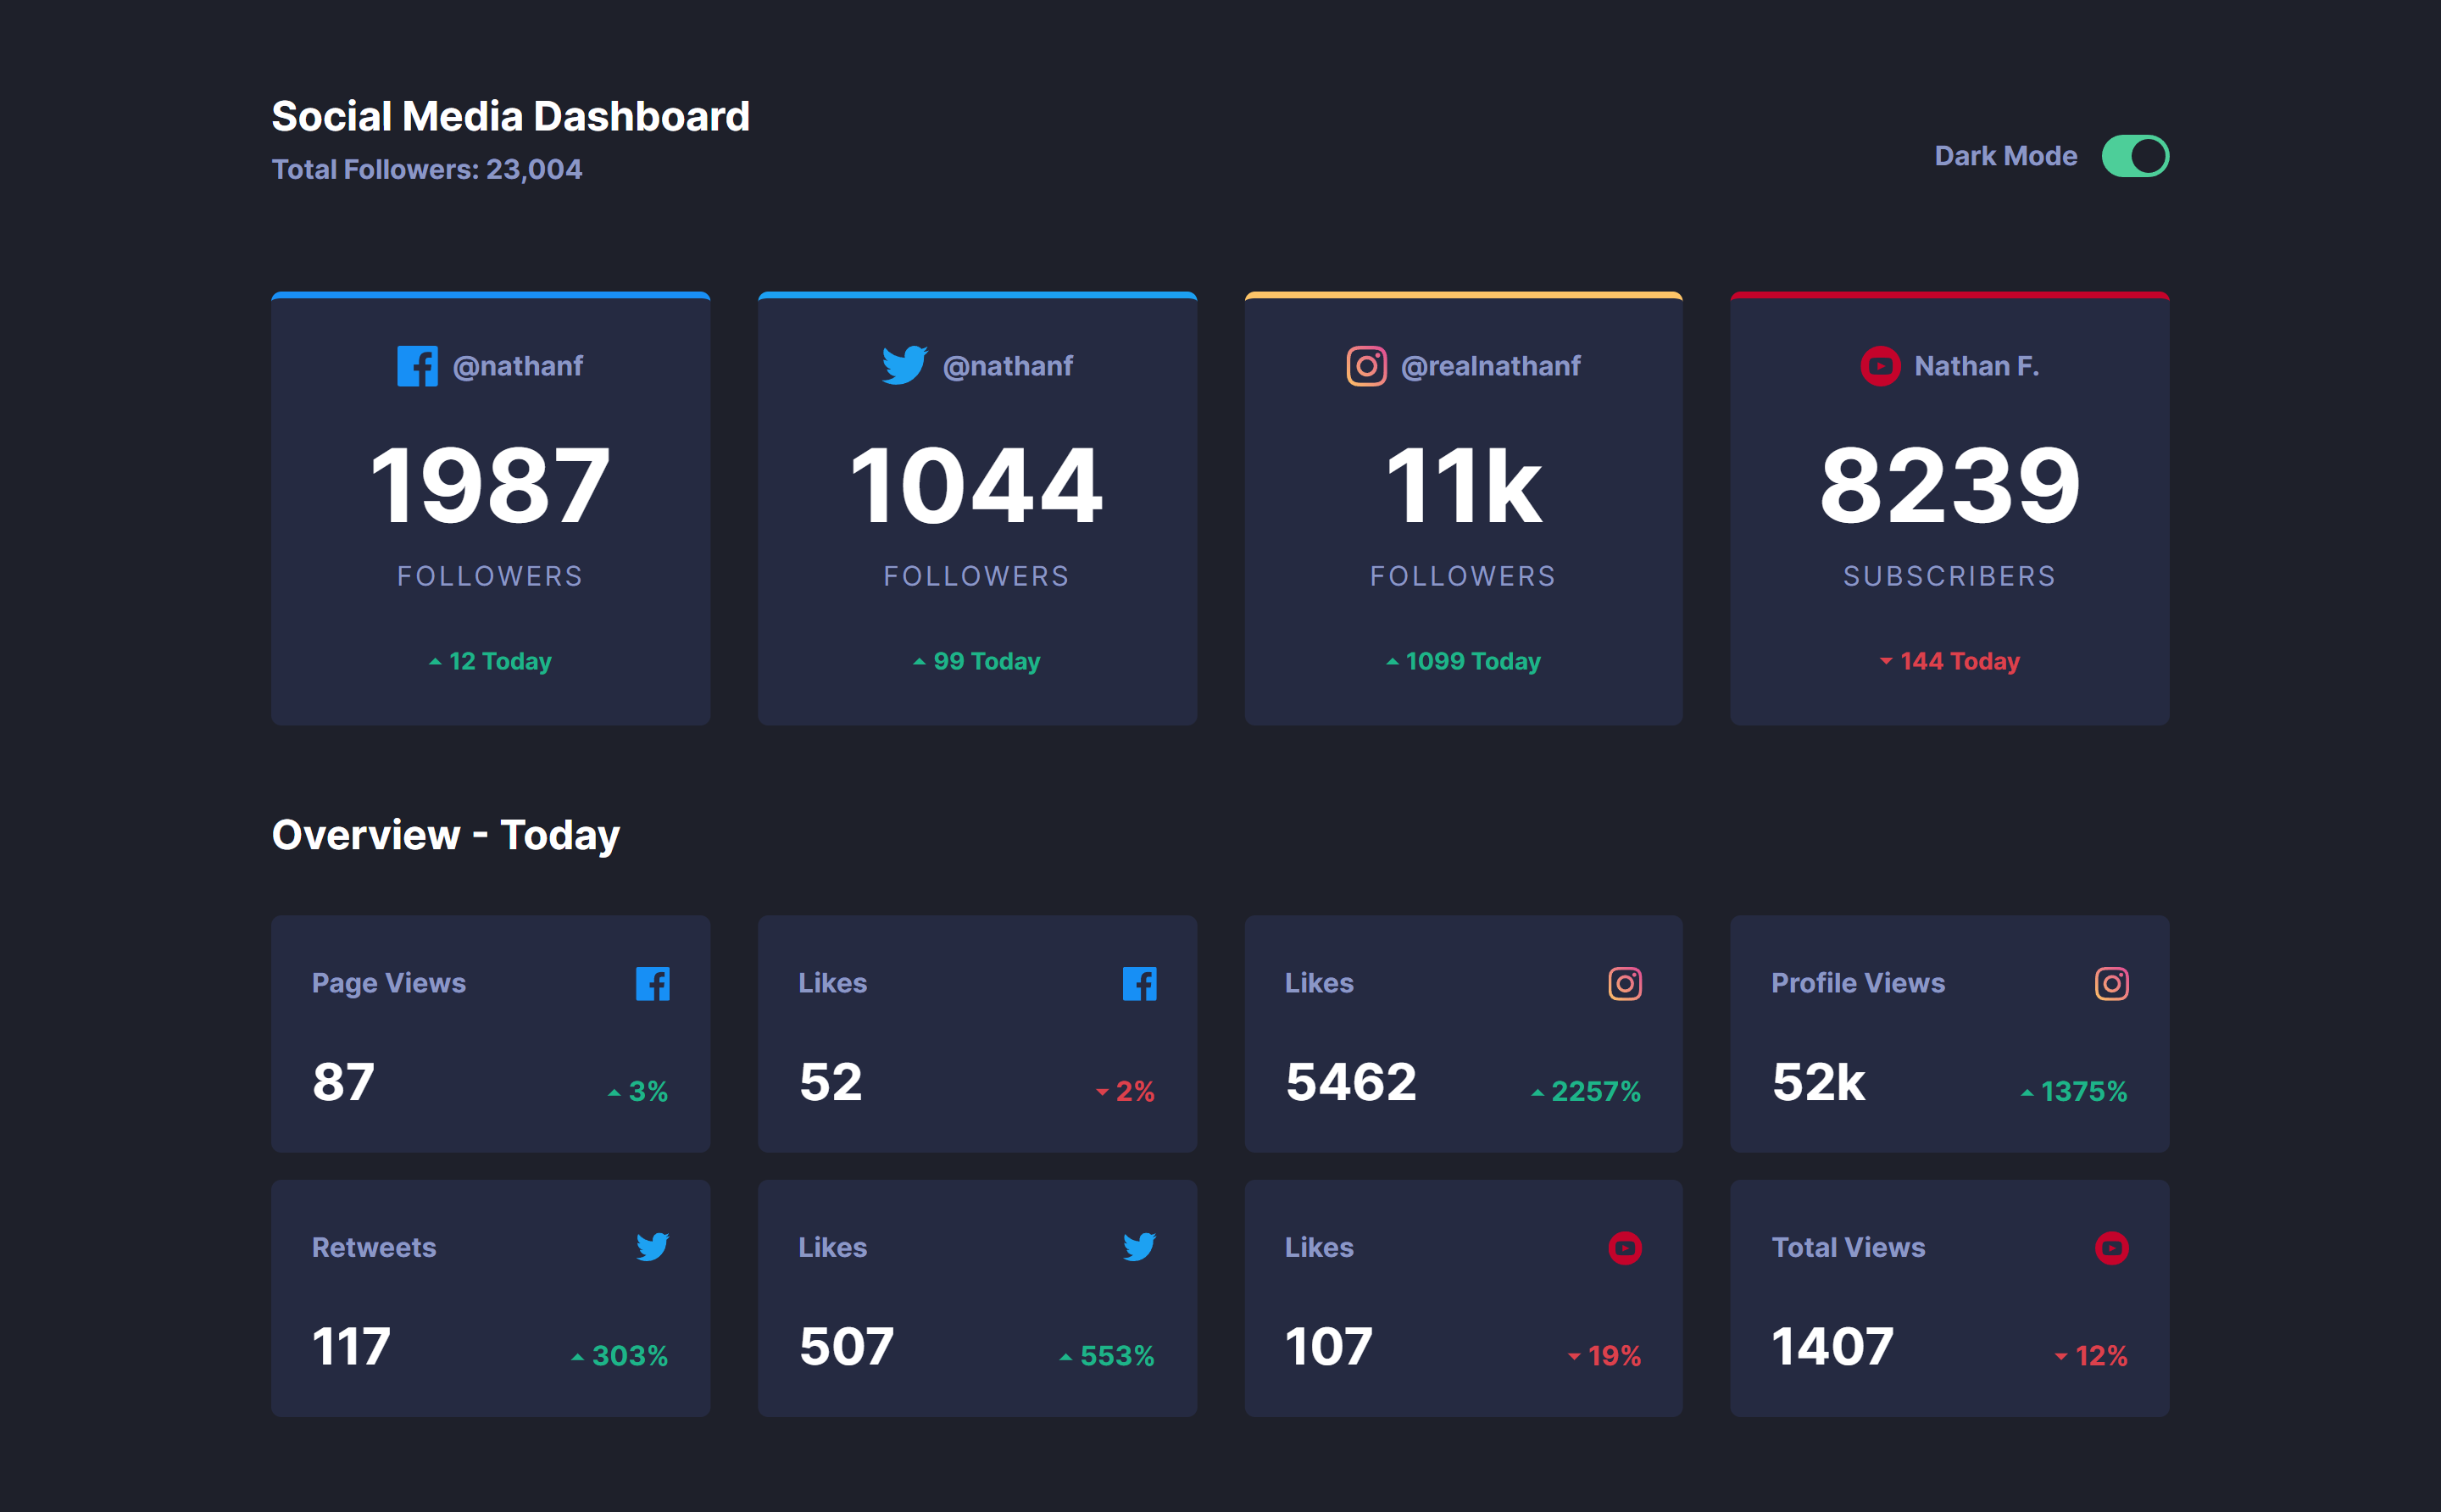 Social Media Dashboard
Total Followers: 23,004
Dark Mode
@nathanf
1987
FOLLOWERS
12 Today
@nathanf
1044
FOLLOWERS
99 Today
@realnathanf
11k
FOLLOWERS
1099 Today
Nathan F.
8239
SUBSCRIBERS
144 Today
Overview - Today
Page Views
87
3%
Likes
52
2%
Likes
5462
2257%
Profile Views
52k
1375%
Retweets
117
303%
Likes
507
553%
Likes
107
19%
Total Views
1407
12%